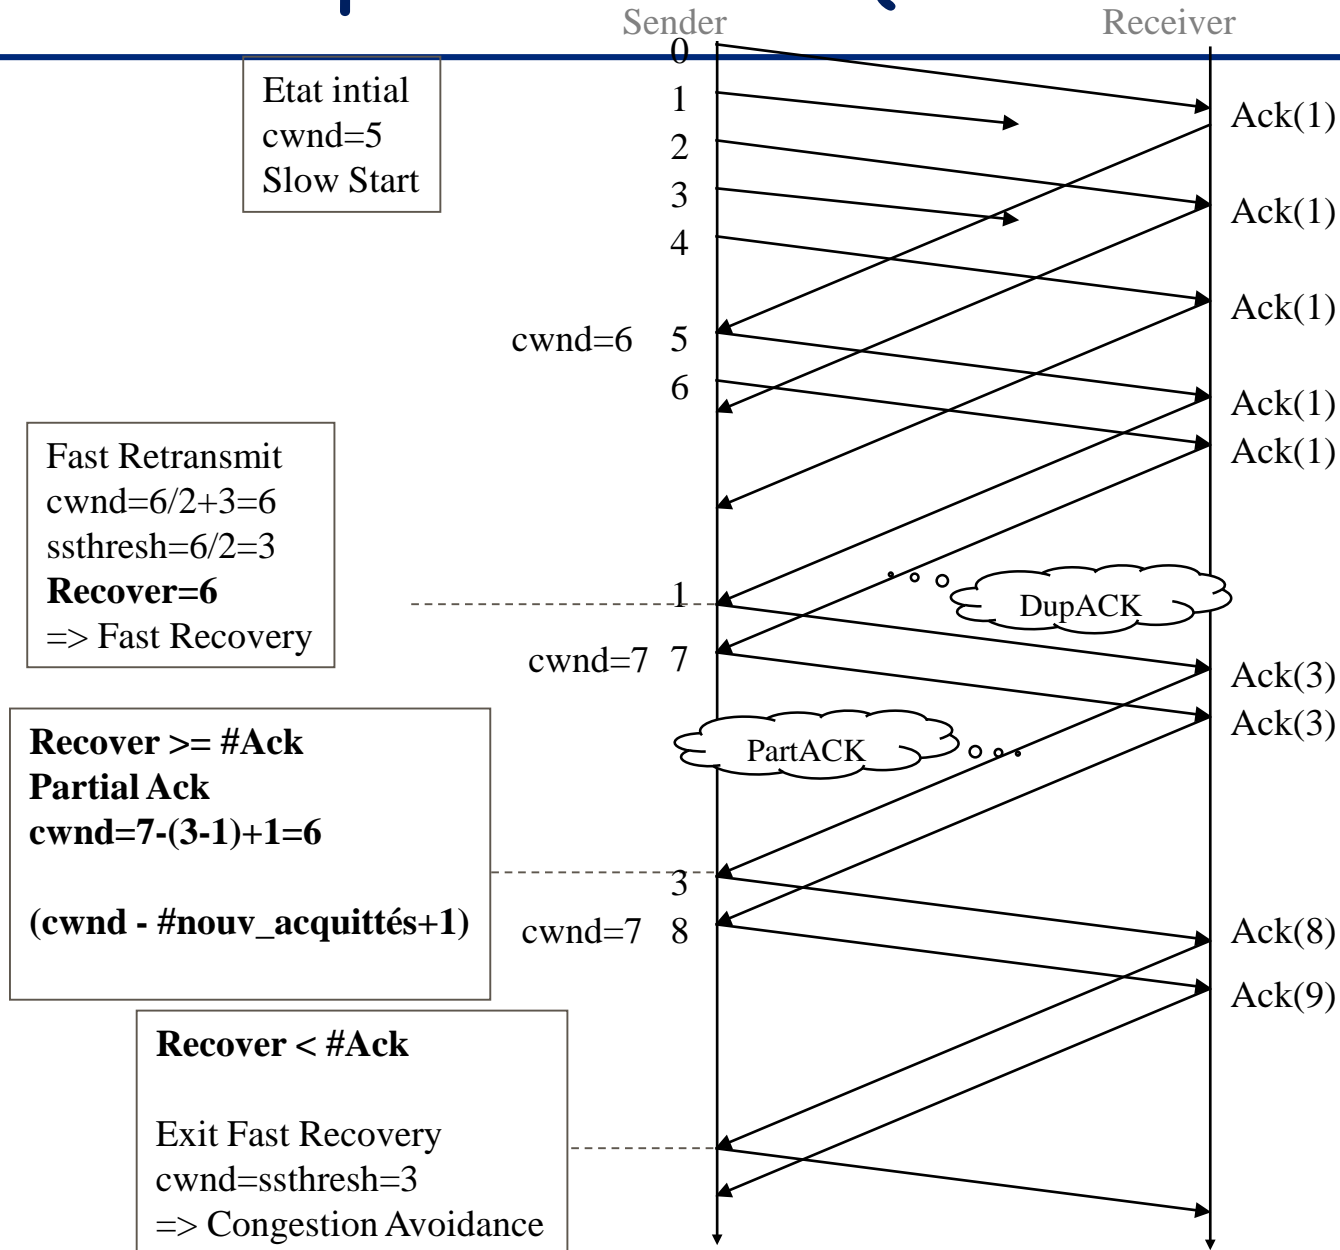 Sender
Receiver
0
Etat intial
cwnd=5
Slow Start
1
Ack(1)
2
3
Ack(1)
4
Ack(1)
cwnd=6 5
6
Ack(1)
Ack(1)
Fast Retransmit
cwnd=6/2+3=6
ssthresh=6/2=3
Recover=6
=> Fast Recovery
1
DupACK
cwnd=7 7
Ack(3)
Ack(3)
PartACK
Recover >= #Ack
Partial Ack
cwnd=7-(3-1)+1=6
(cwnd - #nouv_acquittés+1)
3
cwnd=7 8
Ack(8)
Ack(9)
Recover < #Ack
Exit Fast Recovery
cwnd=ssthresh=3
=> Congestion Avoidance